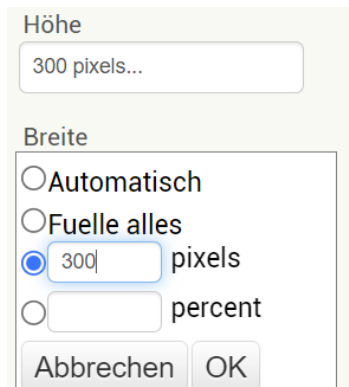 Höhe
300 pixels...
Breite
Automatisch
Fuelle alles
300 pixels
percent
Abbrechen OK